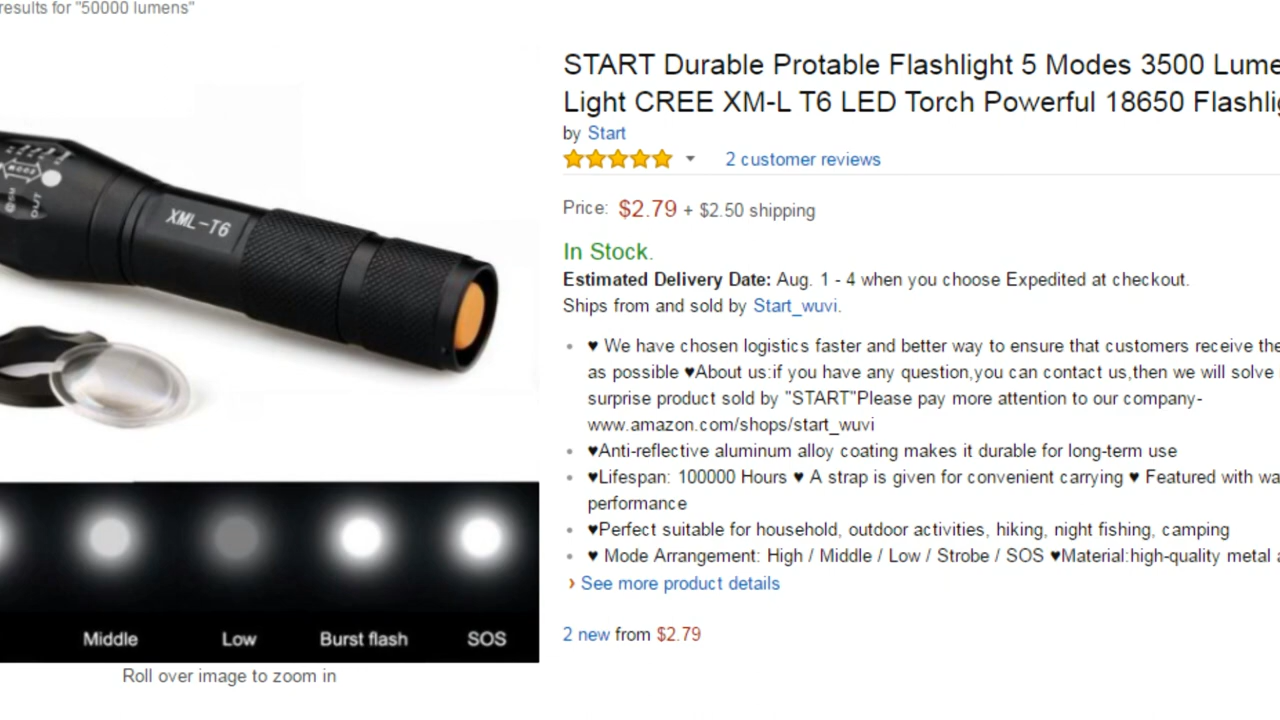 results for "50000 lumens"
START Durable Protable Flashlight 5 Modes 3500
Light CREE XM-L T6 LED Torch Powerful 18650
by Start
2 customer reviews
Price: $2.79 + $2.50 shipping
In Stock.
Estimated Delivery Date: Aug. 1 - 4 when you choose Expedited at checkout.
Ships from and sold by Start_wuvi.
♥ We have chosen logistics faster and better way to ensure that customers receive
as possible ♥About us:if you have any question,you can contact us,then we will solve
surprise product sold by "START"Please pay more attention to our company-
www.amazon.com/shops/start_wuvi
♥Anti-reflective aluminum alloy coating makes it durable for long-term use
♥Lifespan: 100000 Hours ♥ A strap is given for convenient carrying ♥ Featured with
performance
♥Perfect suitable for household, outdoor activities, hiking, night fishing, camping
♥ Mode Arrangement: High / Middle / Low / Strobe / SOS ♥Material:high-quality metal
› See more product details
2 new from $2.79
XML-T6
OUT
Middle Low Burst flash SOS
Roll over image to zoom in